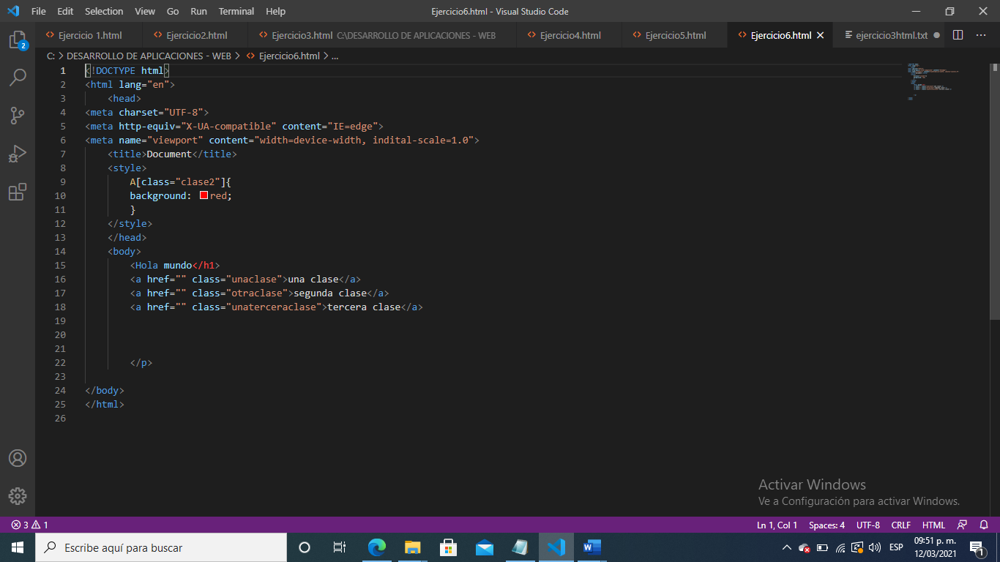 File Edit Selection View Go Run Terminal Help Ejercicio6.html - Visual Studio Code
Ejercicio 1.html Ejercicio2.html Ejercicio3.html C:\DESARROLLO DE APLICACIONES - WEB Ejercicio4.html Ejercicio5.html Ejercicio6.html ejercicio3html.txt
C: > DESARROLLO DE APLICACIONES - WEB > Ejercicio6.html > ...
1 <!DOCTYPE html>
2 <html lang="en">
3 <head>
4 <meta charset="UTF-8">
5 <meta http-equiv="X-UA-compatible" content="IE=edge">
6 <meta name="viewport" content="width=device-width, indital-scale=1.0">
7 <title>Document</title>
8 <style>
9 A[class="clase2"]{
10 background: red;
11 }
12 </style>
13 </head>
14 <body>
15 <Hola mundo</h1>
16 <a href="" class="unaclase">una clase</a>
17 <a href="" class="otraclase">segunda clase</a>
18 <a href="" class="unaterceraclase">tercera clase</a>
19
20
21
22 </p>
23
24 </body>
25 </html>
26
2
Activar Windows
Ve a Configuración para activar Windows.
3 1 Ln 1, Col 1 Spaces: 4 UTF-8 CRLF HTML
Escribe aquí para buscar ESP 09:51 p. m.
12/03/2021 1